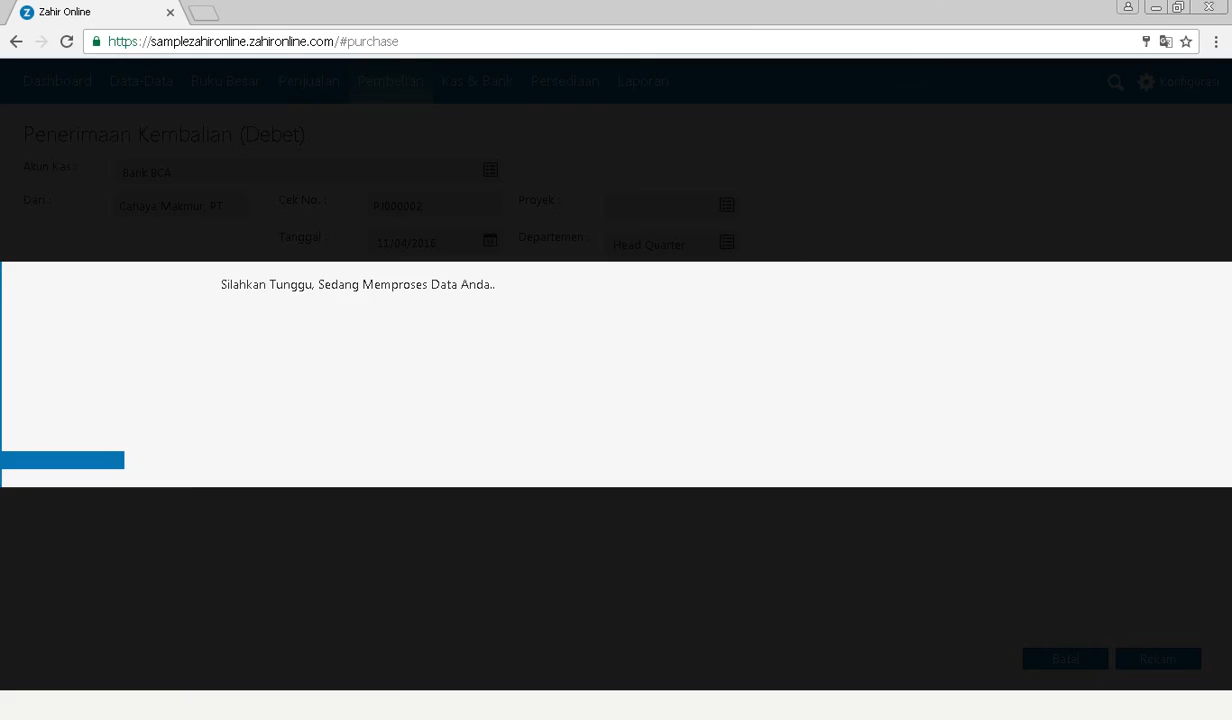 Zahir Online
https://samplezahironline.zahironline.com/#purchase
Dashboard Data-Data Buku Besar Penjualan Pembelian Kas & Bank Persediaan Laporan Konfigurasi
Penerimaan Kembalian (Debet)
Akun Kas : Bank BCA
Dari Cahaya Makmur, PT Cek No. : PJ000002 Proyek :
Tanggal : 11/04/2016 Departemen : Head Quarter
Silahkan Tunggu, Sedang Memproses Data Anda..
Batal Rekam